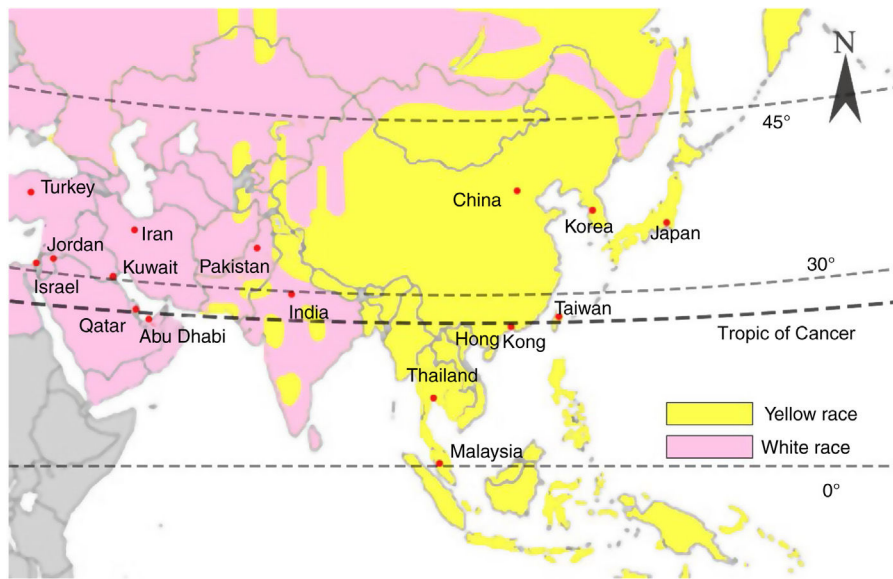 N
45°
Turkey
China
Iran
Korea
Japan
Jordan
Kuwait
Pakistan
30°
Israel
India
Taiwan
Qatar
Abu Dhabi
Hong Kong
Tropic of Cancer
Thailand
Yellow race
White race
Malaysia
0°